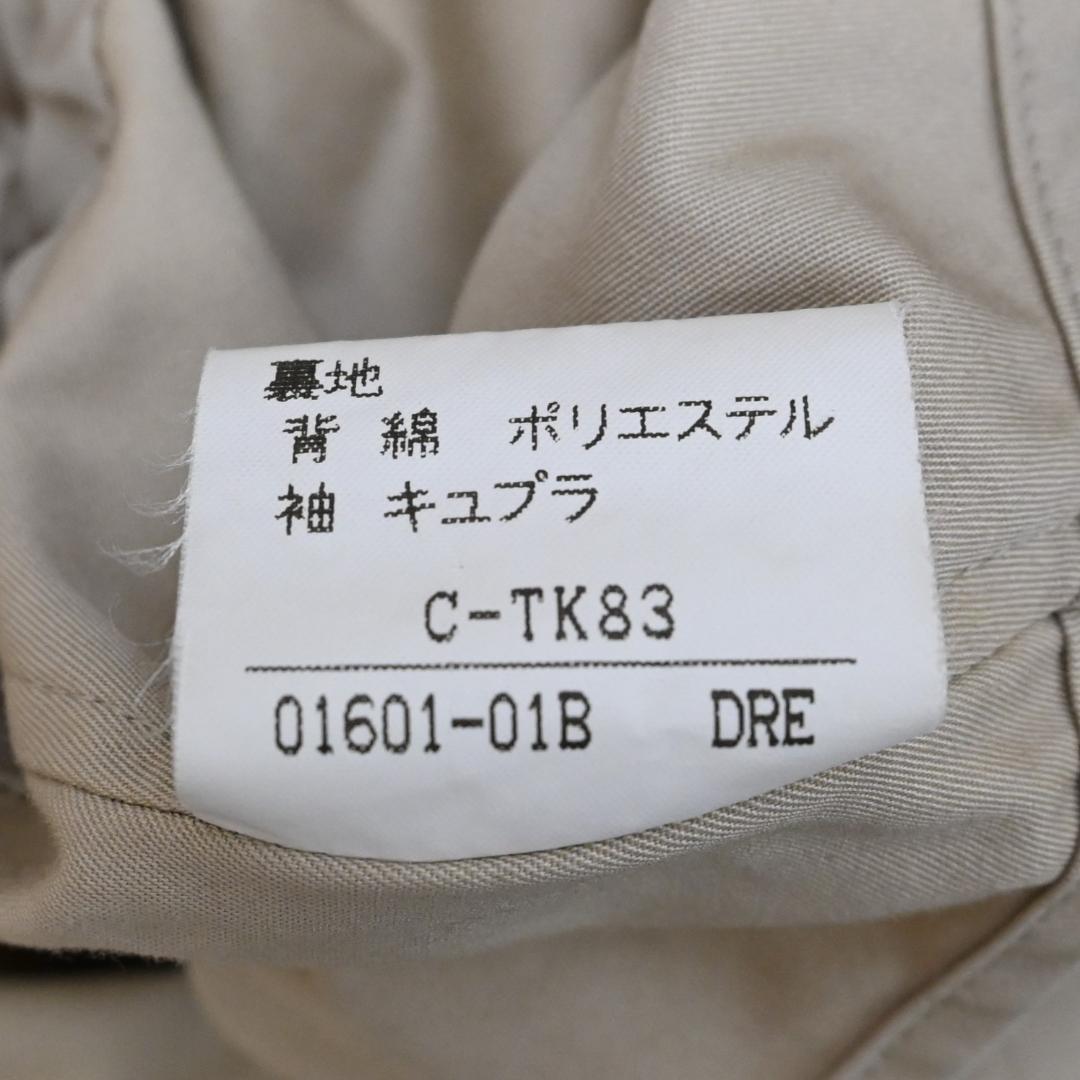 裏地
背 綿 ポリエステル
袖 キュプラ
C-TK83
01601-01B DRE